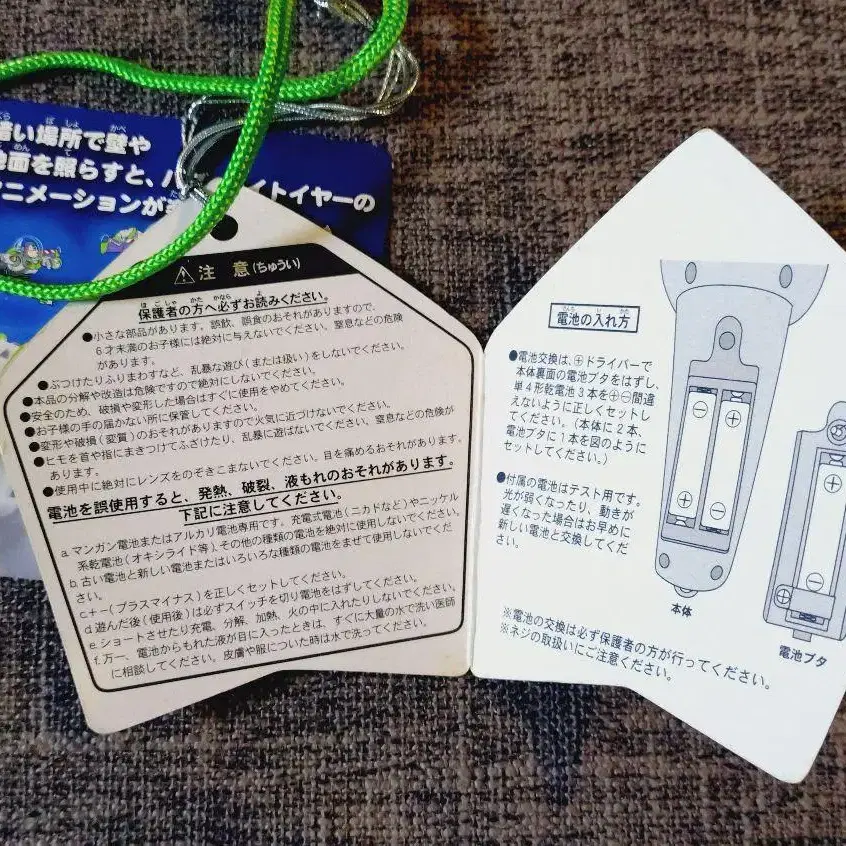 い場所で壁や
面を照らすと、
イトイヤーの
ニメーションが
注意(ちゅうい)
保護者の方へ必ずお読みください。
●小さな部品があります。誤飲、誤食のおそれがありますので、
6才未満のお子様には絶対に与えないでください。窒息などの危険
があります。
●ぶつけたりふりまわすなど、乱暴な遊び(または扱い)をしないでください。
●本品の分解や改造は危険ですので絶対にしないでください。
●安全のため、破損や変形した場合はすぐに使用をやめてください。
●お子様の手の届かない所に保管してください。
●変形や破損(変質)のおそれがありますので火気に近づけないでください。
●ヒモを首や指にまきつけてふざけたり、乱暴に遊ばないでください。窒息などの危険が
あります。
●使用中に絶対にレンズをのぞきこまないでください。目を痛めるおそれがあります。
電池を誤使用すると、発熱、破裂、液もれのおそれがあります。
下記に注意してください。
a.マンガン電池またはアルカリ電池専用です。充電式電池(ニカドなど)やニッケル
系乾電池(オキシライド等)、その他の種類の電池を絶対に使用しないでください。
b.古い電池と新しい電池またはいろいろな種類の電池をまぜて使用しないでくだ
さい。
c.+-(プラスマイナス)を正しくセットしてください。
d.遊んだ後(使用後)は必ずスイッチを切り電池をはずしてください。
e.ショートさせたり充電、分解、加熱、火の中に入れたりしないでください。
f.万一、電池からもれた液が目に入ったときは、すぐに大量の水で洗い医師
に相談してください。皮膚や服についた時は水で洗ってください。
電池の入れ方
●電池交換は、⊕ドライバーで
本体裏面の電池ブタをはずし、
単4形乾電池3本を⊕⊖間違
えないように正しくセットし
てください。(本体に2本、
電池ブタに1本を図のように
セットしてください。)
●付属の電池はテスト用です。
光が弱くなったり、動きが
遅くなった場合はお早めに
新しい電池と交換してくだ
さい。
本体
電池ブタ
※電池の交換は必ず保護者の方が行ってください。
※ネジの取扱いにご注意ください。